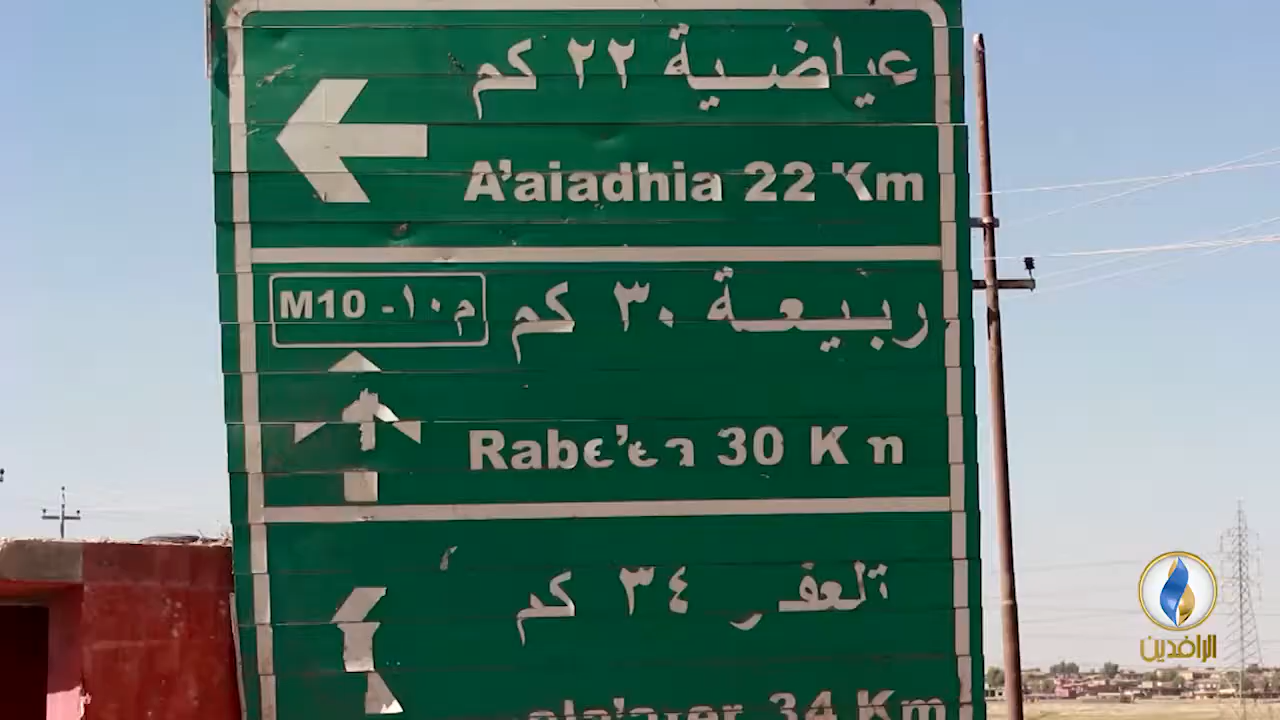 عياضية ٢٢ كم
A'aiadhia 22 Km
ربيعة ٣٠ كم
م١٠- M10
Rabe'ea 30 Km
تلعفر ٣٤ كم
34 Km
الرافدين